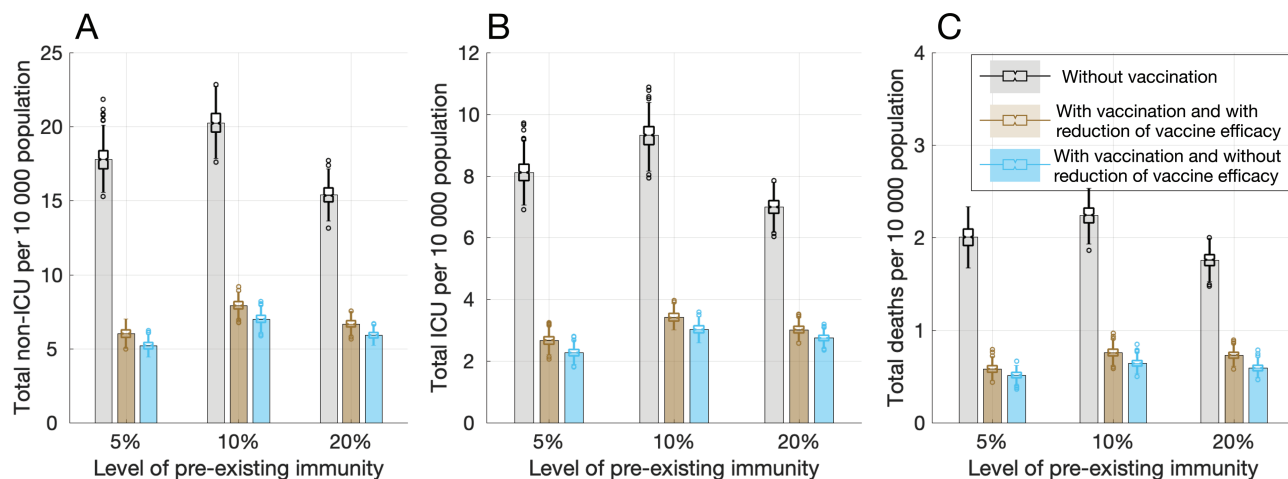 A
Total non-ICU per 10 000 population
25
20
15
10
5
0
5%
10%
20%
Level of pre-existing immunity
B
Total ICU per 10 000 population
12
10
8
6
4
2
0
5%
10%
20%
Level of pre-existing immunity
C
Total deaths per 10 000 population
4
3
2
1
0
5%
10%
20%
Level of pre-existing immunity
Without vaccination
With vaccination and with
reduction of vaccine efficacy
With vaccination and without
reduction of vaccine efficacy